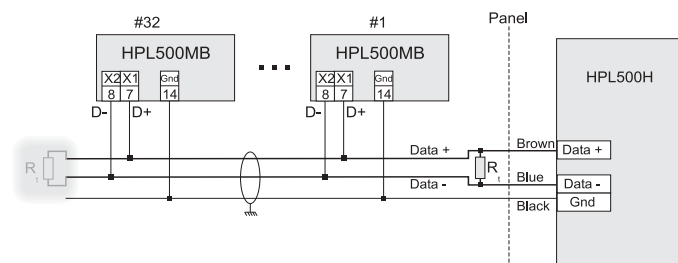 #32
#1
Panel
HPL500MB
HPL500MB
HPL500H
X2 X1 Gnd
8 7 14
X2 X1 Gnd
8 7 14
D- D+
D- D+
Data + Brown Data +
Rt
Rt
Data - Blue Data -
Black Gnd